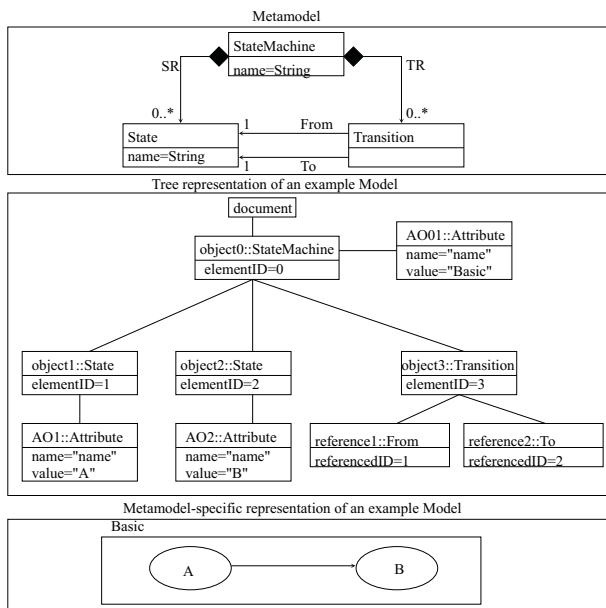 Metamodel
StateMachine
name=String
SR
TR
0..*
0..*
State
name=String
1
From
1
To
Transition
Tree representation of an example Model
document
object0::StateMachine
elementID=0
AO01::Attribute
name="name"
value="Basic"
object1::State
elementID=1
object2::State
elementID=2
object3::Transition
elementID=3
AO1::Attribute
name="name"
value="A"
AO2::Attribute
name="name"
value="B"
reference1::From
referencedID=1
reference2::To
referencedID=2
Metamodel-specific representation of an example Model
Basic
A
B